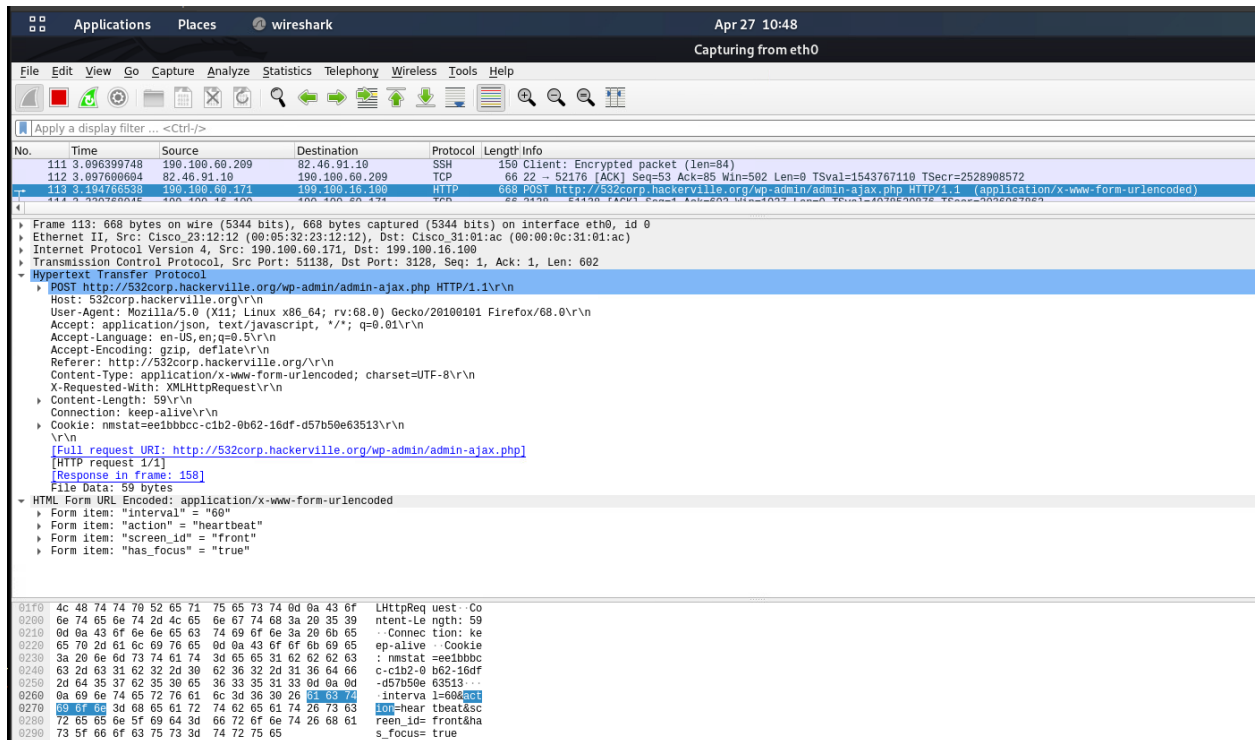 Applications Places wireshark Apr 27 10:48
Capturing from eth0
File Edit View Go Capture Analyze Statistics Telephony Wireless Tools Help
Apply a display filter ... <Ctrl-/>
No. Time Source Destination Protocol Length Info
111 3.096399748 190.100.60.209 82.46.91.10 SSH 150 Client: Encrypted packet (len=84)
112 3.097600604 82.46.91.10 190.100.60.209 TCP 66 22 → 52176 [ACK] Seq=53 Ack=85 Win=502 Len=0 TSval=1543767110 TSecr=2528908572
113 3.194766538 190.100.60.171 199.100.16.100 HTTP 668 POST http://532corp.hackerville.org/wp-admin/admin-ajax.php HTTP/1.1 (application/x-www-form-urlencoded)
Frame 113: 668 bytes on wire (5344 bits), 668 bytes captured (5344 bits) on interface eth0, id 0
Ethernet II, Src: Cisco_23:12:12 (00:05:32:23:12:12), Dst: Cisco_31:01:ac (00:00:0c:31:01:ac)
Internet Protocol Version 4, Src: 190.100.60.171, Dst: 199.100.16.100
Transmission Control Protocol, Src Port: 51138, Dst Port: 3128, Seq: 1, Ack: 1, Len: 602
Hypertext Transfer Protocol
POST http://532corp.hackerville.org/wp-admin/admin-ajax.php HTTP/1.1\r\n
Host: 532corp.hackerville.org\r\n
User-Agent: Mozilla/5.0 (X11; Linux x86_64; rv:68.0) Gecko/20100101 Firefox/68.0\r\n
Accept: application/json, text/javascript, */*; q=0.01\r\n
Accept-Language: en-US,en;q=0.5\r\n
Accept-Encoding: gzip, deflate\r\n
Referer: http://532corp.hackerville.org/\r\n
Content-Type: application/x-www-form-urlencoded; charset=UTF-8\r\n
X-Requested-With: XMLHttpRequest\r\n
Content-Length: 59\r\n
Connection: keep-alive\r\n
Cookie: nmstat=ee1bbbcc-c1b2-0b62-16df-d57b50e63513\r\n
\r\n
[Full request URI: http://532corp.hackerville.org/wp-admin/admin-ajax.php]
[HTTP request 1/1]
[Response in frame: 158]
File Data: 59 bytes
HTML Form URL Encoded: application/x-www-form-urlencoded
Form item: "interval" = "60"
Form item: "action" = "heartbeat"
Form item: "screen_id" = "front"
Form item: "has_focus" = "true"
01f0 4c 48 74 74 70 52 65 71 75 65 73 74 0d 0a 43 6f LHttpReq uest··Co
0200 6e 74 65 6e 74 2d 4c 65 6e 67 74 68 3a 20 35 39 ntent-Le ngth: 59
0210 0d 0a 43 6f 6e 6e 65 63 74 69 6f 6e 3a 20 6b 65 ··Connec tion: ke
0220 65 70 2d 61 6c 69 76 65 0d 0a 43 6f 6f 6b 69 65 ep-alive ··Cookie
0230 3a 20 6e 6d 73 74 61 74 3d 65 65 31 62 62 62 63 : nmstat =ee1bbbc
0240 63 2d 63 31 62 32 2d 30 62 36 32 2d 31 36 64 66 c-c1b2-0 b62-16df
0250 2d 64 35 37 62 35 30 65 36 33 35 31 33 0d 0a 0d -d57b50e 63513···
0260 0a 69 6e 74 65 72 76 61 6c 3d 36 30 26 61 63 74 ·interva l=60&act
0270 69 6f 6e 3d 68 65 61 72 74 62 65 61 74 26 73 63 ion=hear tbeat&sc
0280 72 65 65 6e 5f 69 64 3d 66 72 6f 6e 74 26 68 61 reen_id= front&ha
0290 73 5f 66 6f 63 75 73 3d 74 72 75 65 s_focus= true